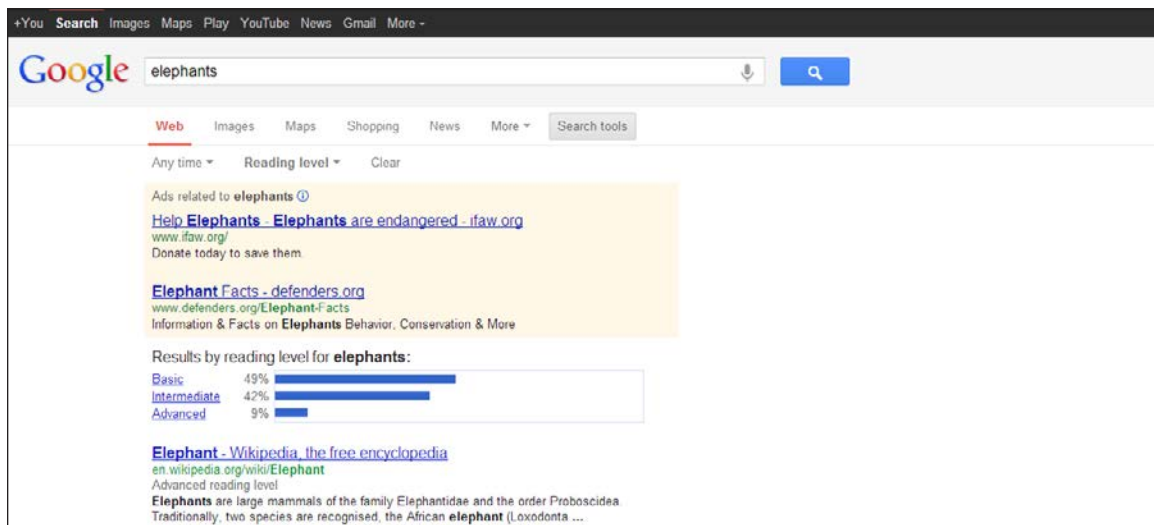 +You Search Images Maps Play YouTube News Gmail More
Google elephants
Web Images Maps Shopping News More Search tools
Any time Reading level Clear
Ads related to elephants
Help Elephants - Elephants are endangered - ifaw.org
www.ifaw.org/
Donate today to save them.
Elephant Facts - defenders.org
www.defenders.org/Elephant-Facts
Information & Facts on Elephants Behavior, Conservation & More
Results by reading level for elephants:
Basic 49%
Intermediate 42%
Advanced 9%
Elephant - Wikipedia, the free encyclopedia
en.wikipedia.org/wiki/Elephant
Advanced reading level
Elephants are large mammals of the family Elephantidae and the order Proboscidea.
Traditionally, two species are recognised, the African elephant (Loxodonta ...